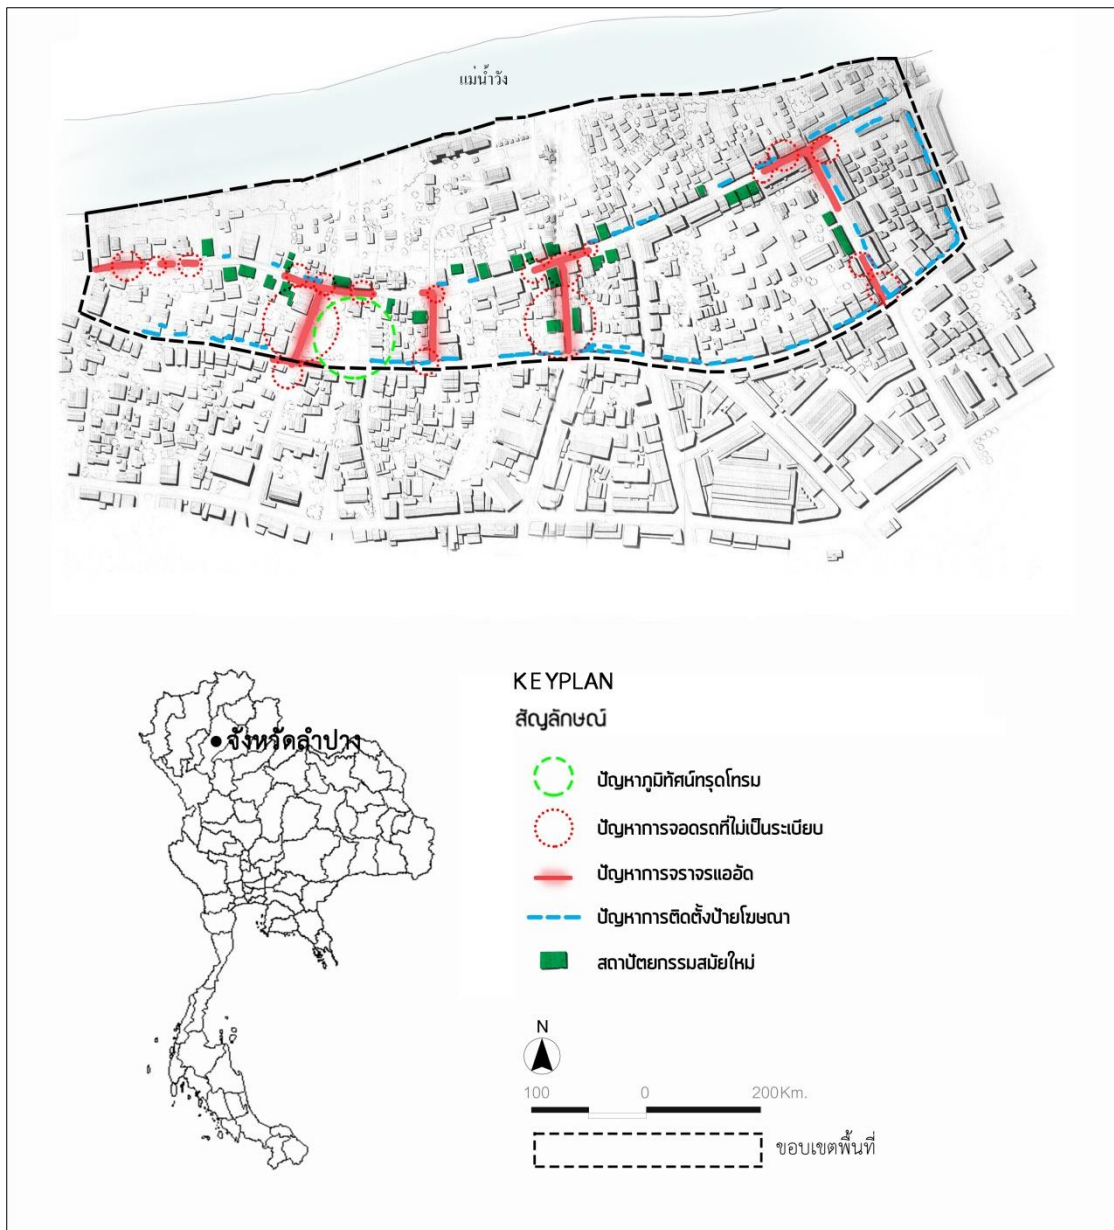 แม่น้ำวัง
จังหวัดลำปาง
KEYPLAN
สัญลักษณ์
ปัญหาภูมิทัศน์ทรุดโทรม
ปัญหาการจอดรถที่ไม่เป็นระเบียบ
ปัญหาการจราจรแออัด
ปัญหาการติดตั้งป้ายโฆษณา
สถาปัตยกรรมสมัยใหม่
N
100 0 200Km.
ขอบเขตพื้นที่